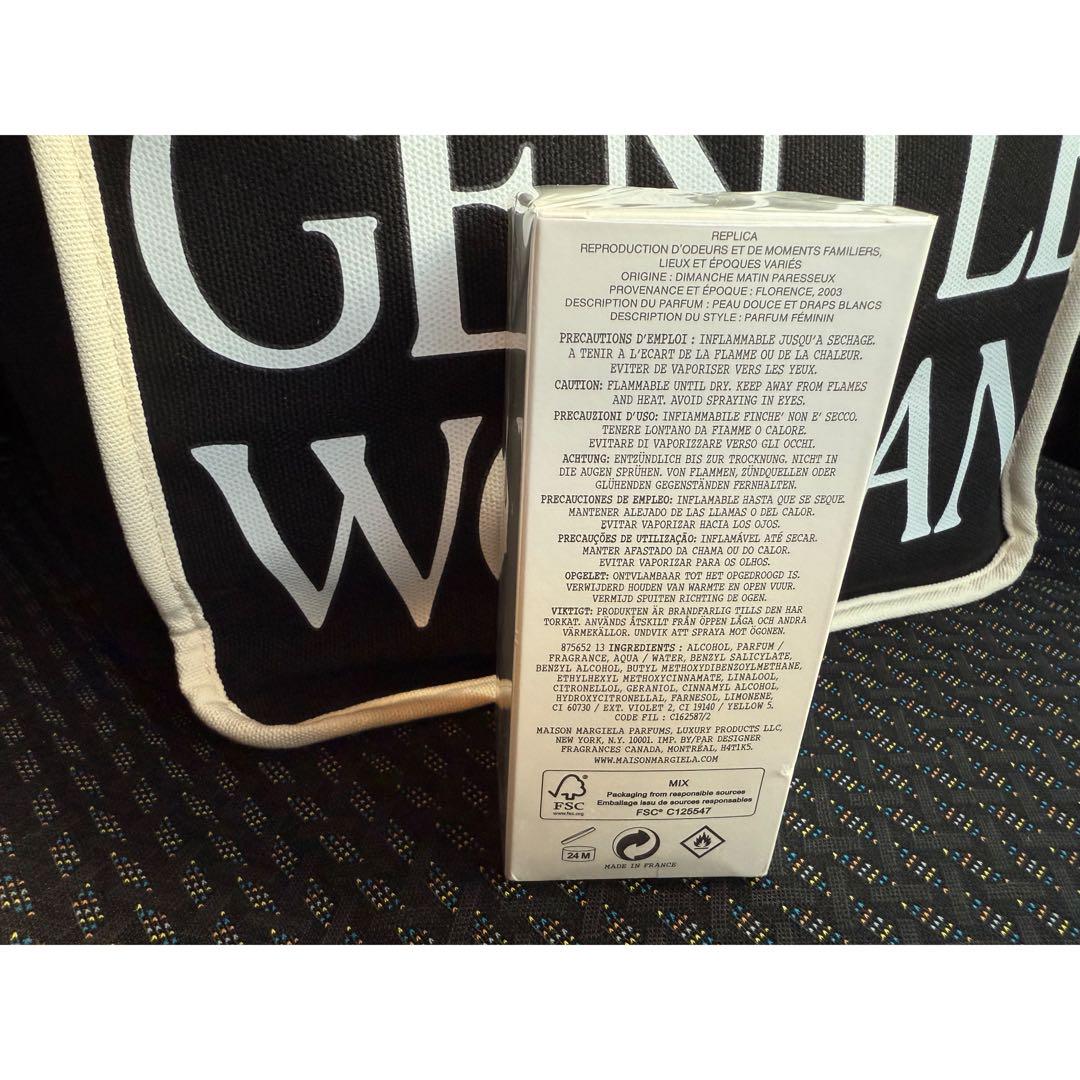 GENTLE
WOMAN
REPLICA
REPRODUCTION D'ODEURS ET DE MOMENTS FAMILIERS,
LIEUX ET ÉPOQUES VARIÉS
ORIGINE : DIMANCHE MATIN PARESSEUX
PROVENANCE ET ÉPOQUE : FLORENCE, 2003
DESCRIPTION DU PARFUM : PEAU DOUCE ET DRAPS BLANCS
DESCRIPTION DU STYLE : PARFUM FÉMININ
PRECAUTIONS D'EMPLOI : INFLAMMABLE JUSQU'A SECHAGE.
A TENIR A L'ECART DE LA FLAMME OU DE LA CHALEUR.
EVITER DE VAPORISER VERS LES YEUX.
CAUTION: FLAMMABLE UNTIL DRY. KEEP AWAY FROM FLAMES
AND HEAT. AVOID SPRAYING IN EYES.
PRECAUZIONI D'USO: INFIAMMABILE FINCHE' NON E' SECCO.
TENERE LONTANO DA FIAMME O CALORE.
EVITARE DI VAPORIZZARE VERSO GLI OCCHI.
ACHTUNG: ENTZÜNDLICH BIS ZUR TROCKNUNG. NICHT IN
DIE AUGEN SPRÜHEN. VON FLAMMEN, ZÜNDQUELLEN ODER
GLÜHENDEN GEGENSTÄNDEN FERNHALTEN.
PRECAUCIONES DE EMPLEO: INFLAMABLE HASTA QUE SE SEQUE.
MANTENER ALEJADO DE LAS LLAMAS O DEL CALOR.
EVITAR VAPORIZAR HACIA LOS OJOS.
PRECAUÇÕES DE UTILIZAÇÃO: INFLAMÁVEL ATÉ SECAR.
MANTER AFASTADO DA CHAMA OU DO CALOR.
EVITAR VAPORIZAR PARA OS OLHOS.
OPGELET: ONTVLAMBAAR TOT HET OPGEDROOGD IS.
VERWIJDERD HOUDEN VAN WARMTE EN OPEN VUUR.
VERMIJD SPUITEN RICHTING DE OGEN.
VIKTIGT: PRODUKTEN ÄR BRANDFARLIG TILLS DEN HAR
TORKAT. ANVÄNDS ÅTSKILT FRÅN ÖPPEN LÅGA OCH ANDRA
VÄRMEKÄLLOR. UNDVIK ATT SPRAYA MOT ÖGONEN.
875652 13 INGREDIENTS : ALCOHOL, PARFUM /
FRAGRANCE, AQUA / WATER, BENZYL SALICYLATE,
BENZYL ALCOHOL, BUTYL METHOXYDIBENZOYLMETHANE,
ETHYLHEXYL METHOXYCINNAMATE, LINALOOL,
CITRONELLOL, GERANIOL, CINNAMYL ALCOHOL,
HYDROXYCITRONELLAL, FARNESOL, LIMONENE,
CI 60730 / EXT. VIOLET 2, CI 19140 / YELLOW 5.
CODE FIL : C162587/2
MAISON MARGIELA PARFUMS, LUXURY PRODUCTS LLC,
NEW YORK, N.Y. 10001. IMP. BY/PAR DESIGNER
FRAGRANCES CANADA, MONTRÉAL, H4T1K5.
WWW.MAISONMARGIELA.COM
FSC
www.fsc.org
MIX
Packaging from responsible sources
Emballage issu de sources responsables
FSC® C125547
24 M
MADE IN FRANCE